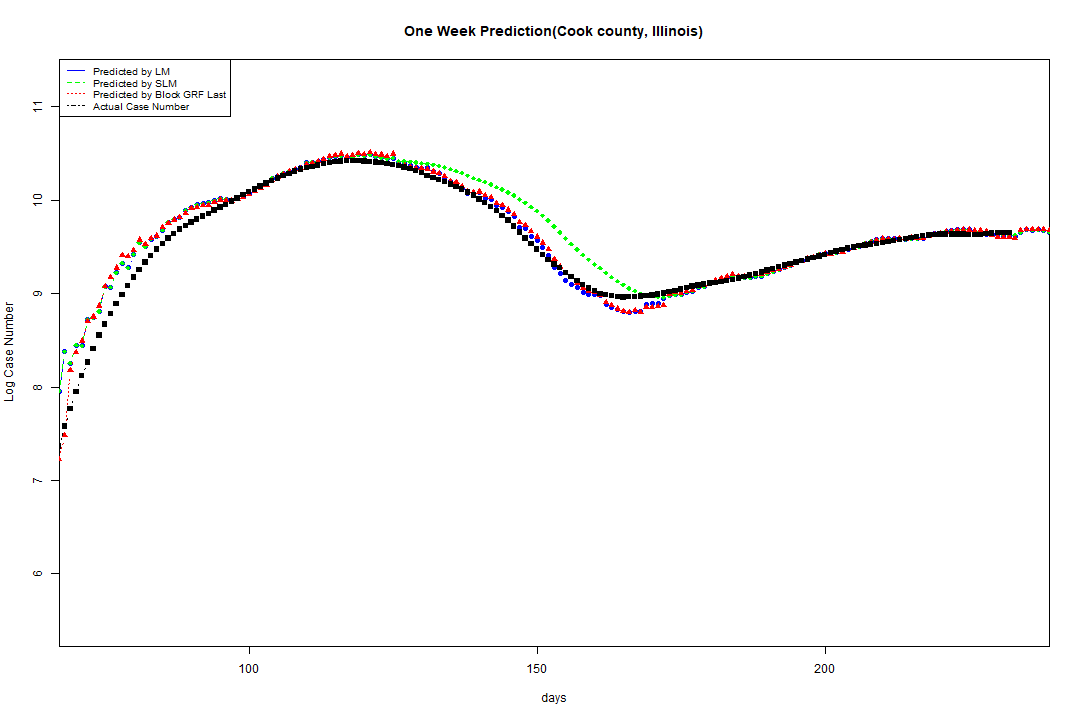 One Week Prediction(Cook county, Illinois)
Predicted by LM
Predicted by SLM
Predicted by Block GRF Last
Actual Case Number
11
10
9
8
7
6
Log Case Number
100 150 200
days